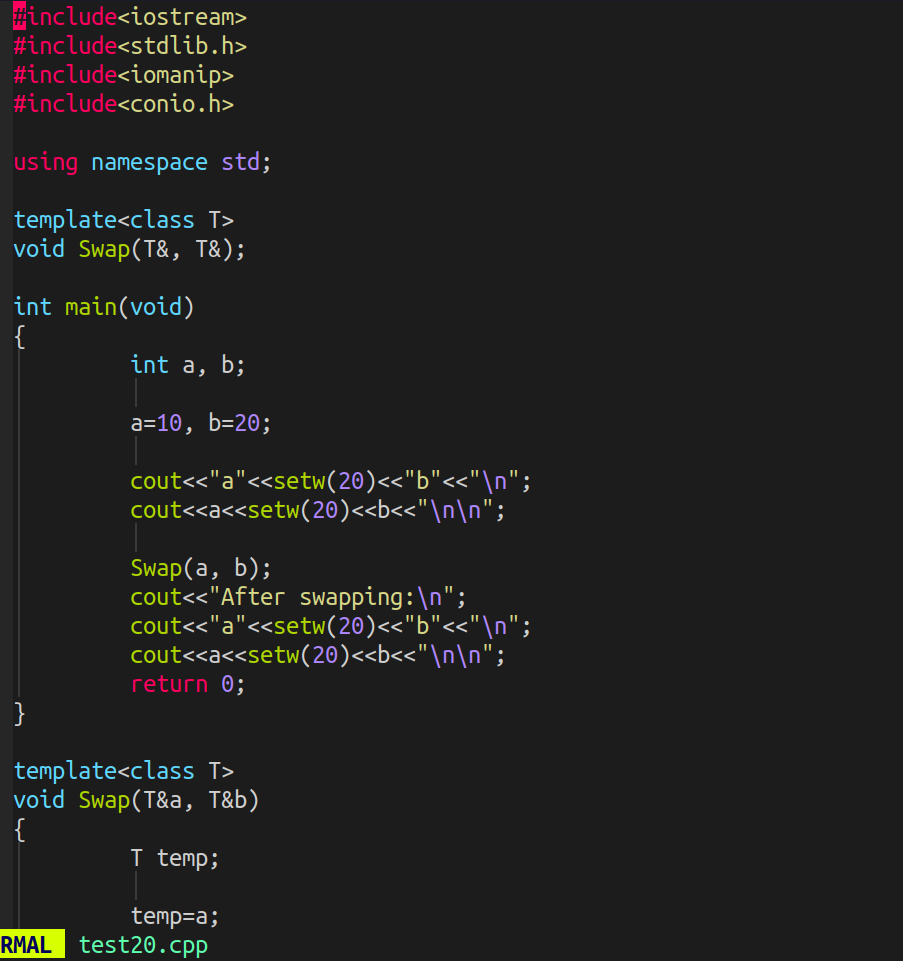 #include<iostream>
#include<stdlib.h>
#include<iomanip>
#include<conio.h>

using namespace std;

template<class T>
void Swap(T&, T&);

int main(void)
{
        int a, b;

        a=10, b=20;

        cout<<"a"<<setw(20)<<"b"<<"\n";
        cout<<a<<setw(20)<<b<<"\n\n";

        Swap(a, b);
        cout<<"After swapping:\n";
        cout<<"a"<<setw(20)<<"b"<<"\n";
        cout<<a<<setw(20)<<b<<"\n\n";
        return 0;
}

template<class T>
void Swap(T&a, T&b)
{
        T temp;

        temp=a;
RMAL test20.cpp